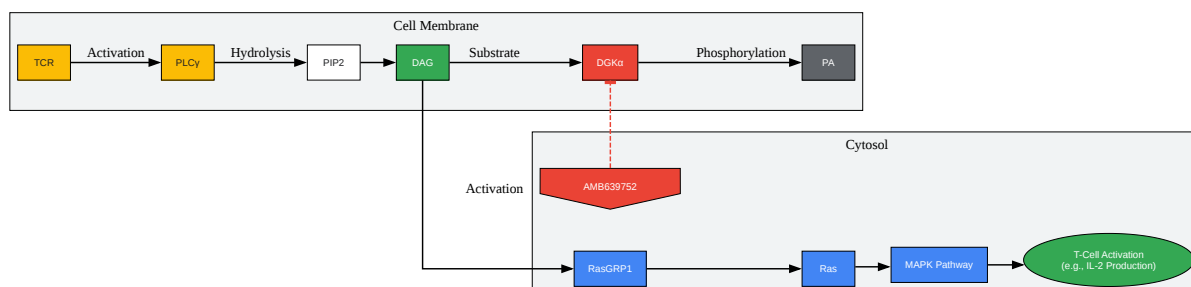 Cell Membrane
TCR
Activation
PLCγ
Hydrolysis
PIP2
DAG
Substrate
DGKα
Phosphorylation
PA
Cytosol
Activation
AMB639752
RasGRP1
Ras
MAPK Pathway
T-Cell Activation
(e.g., IL-2 Production)